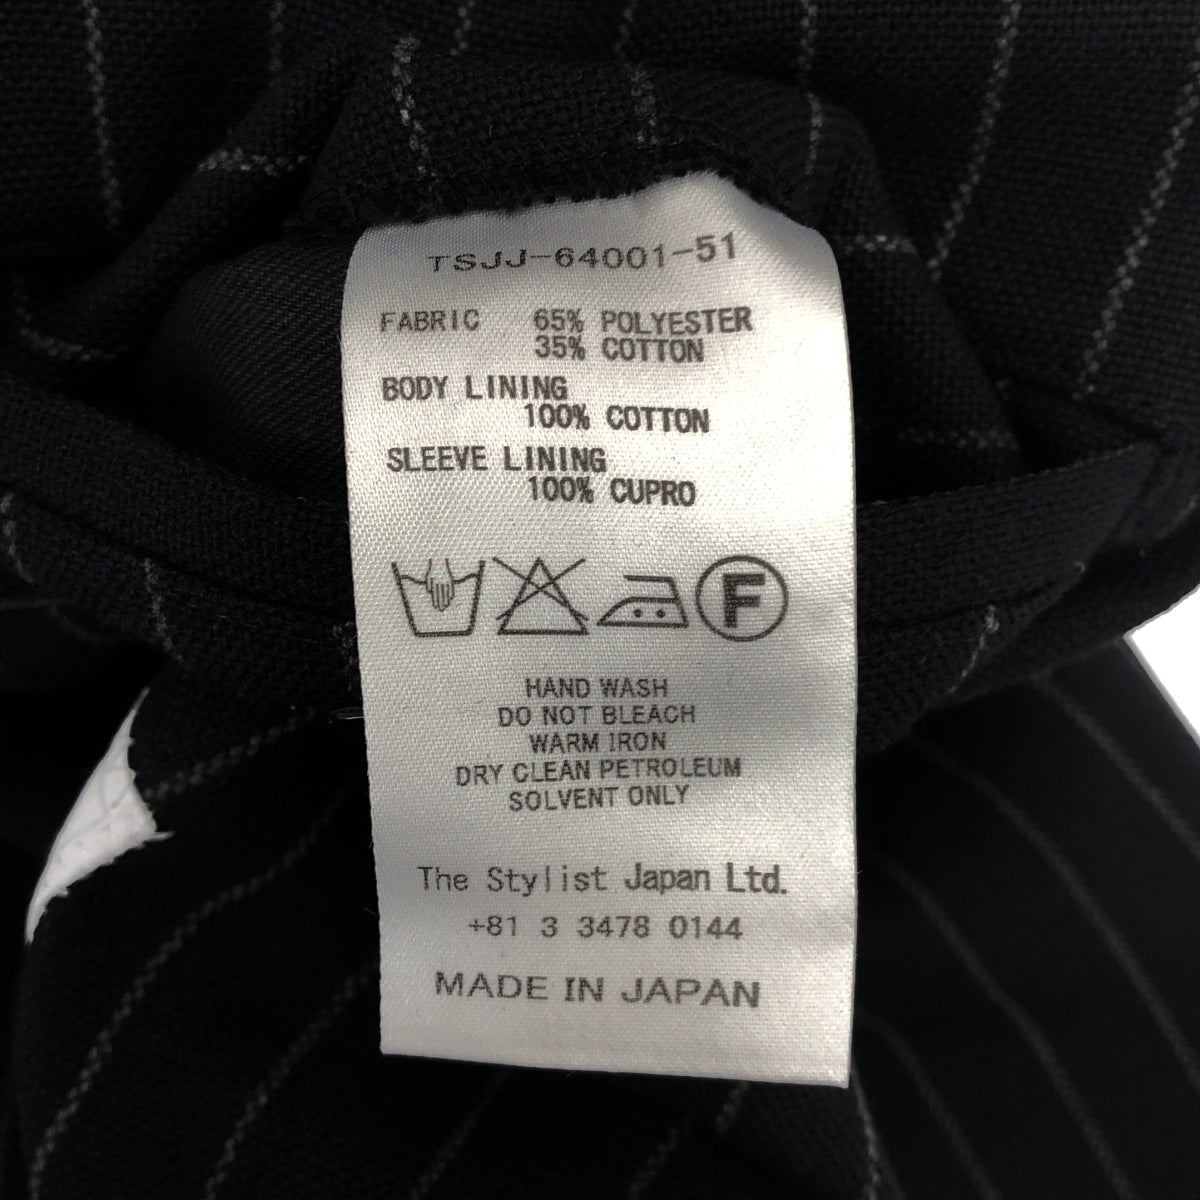 TSJJ-64001-51
FABRIC 65% POLYESTER
35% COTTON
BODY LINING
100% COTTON
SLEEVE LINING
100% CUPRO
F
HAND WASH
DO NOT BLEACH
WARM IRON
DRY CLEAN PETROLEUM
SOLVENT ONLY
The Stylist Japan Ltd.
+81 3 3478 0144
MADE IN JAPAN